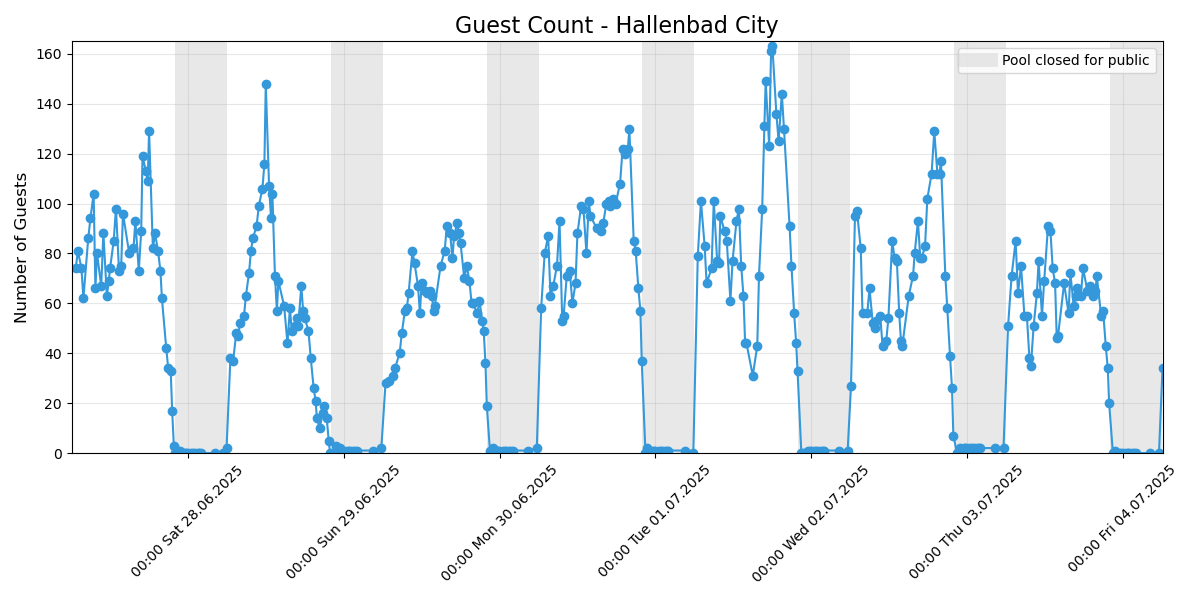 Guest Count - Hallenbad City
Pool closed for public
Number of Guests
160
140
120
100
80
60
40
20
0
00:00 Sat 28.06.2025
00:00 Sun 29.06.2025
00:00 Mon 30.06.2025
00:00 Tue 01.07.2025
00:00 Wed 02.07.2025
00:00 Thu 03.07.2025
00:00 Fri 04.07.2025